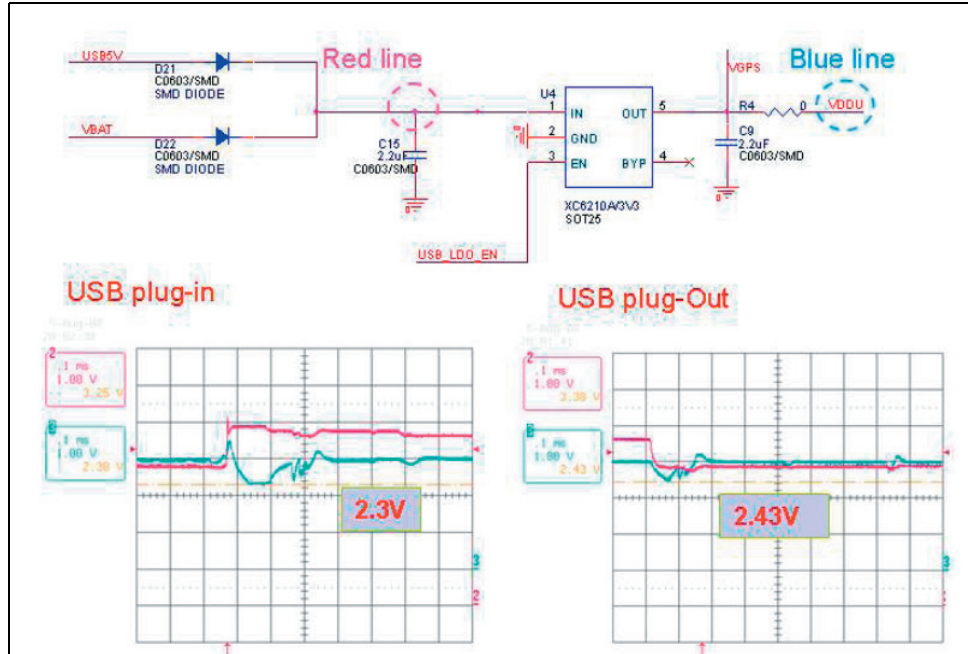 USB5V
D21
C0603/SMD
SMD DIODE
VBAT
D22
C0603/SMD
SMD DIODE
Red line
C15
2.2uF
C0603/SMD
U4
1 IN OUT 5
2 GND
3 EN BYP 4
XC6210A/3V3
SOT25
USB_LDO_EN
VGPS
Blue line
R4 0 VDDU
C9
2.2uF
C0603/SMD
USB plug-in
2
.1 ms
1.00 V
3.25 V
.1 ms
1.00 V
2.30 V
2.3V
3
2
USB plug-Out
2
.1 ms
1.00 V
.1 ms
1.00 V
2.43 V
2.43V
3